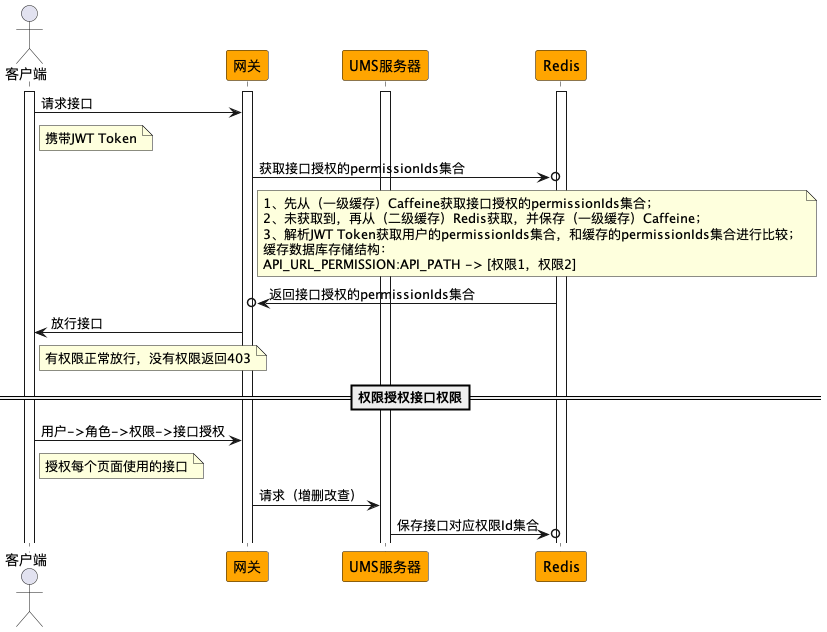 客户端
网关
UMS服务器
Redis
请求接口
携带JWT Token
获取接口授权的permissionIds集合
1、先从（一级缓存）Caffeine获取接口授权的permissionIds集合；
2、未获取到，再从（二级缓存）Redis获取，并保存（一级缓存）Caffeine；
3、解析JWT Token获取用户的permissionIds集合，和缓存的permissionIds集合进行比较；
缓存数据库存储结构：
API_URL_PERMISSION:API_PATH -> [权限1，权限2]
返回接口授权的permissionIds集合
放行接口
有权限正常放行，没有权限返回403
权限授权接口权限
用户->角色->权限->接口授权
授权每个页面使用的接口
请求（增删改查）
保存接口对应权限Id集合
客户端
网关
UMS服务器
Redis